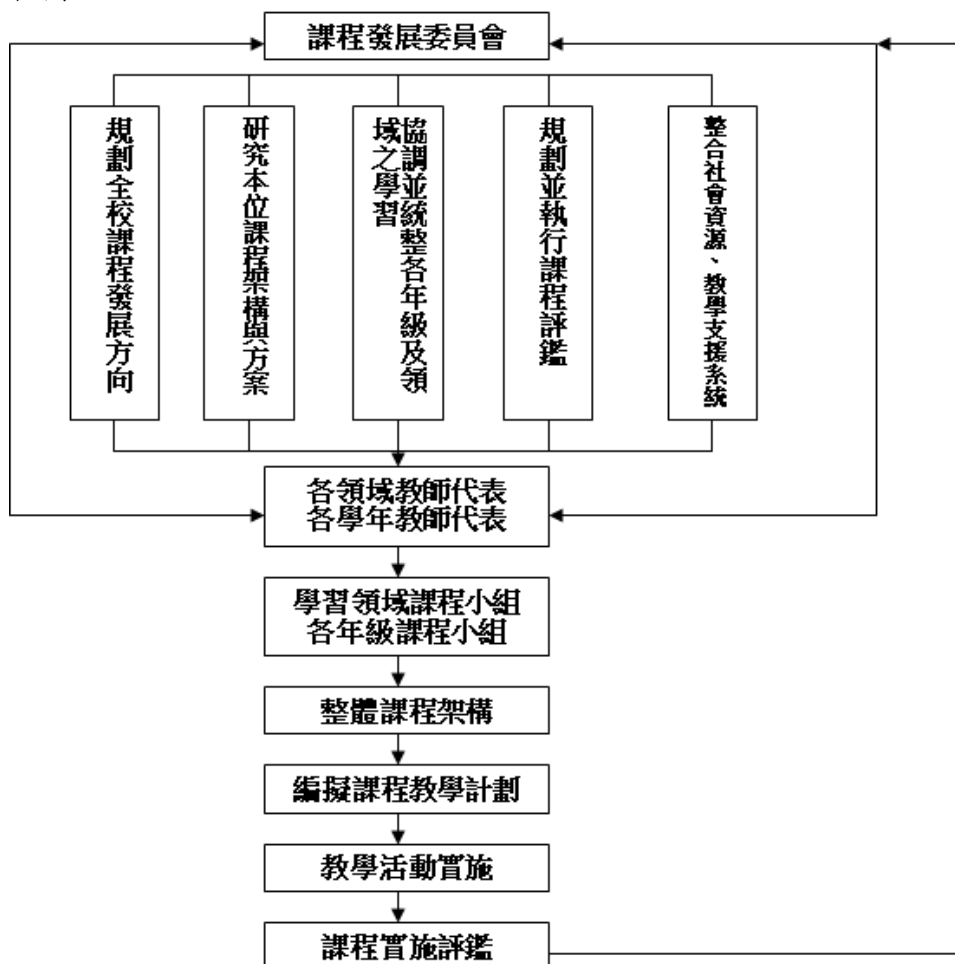 課程發展委員會
規劃全校課程發展方向
研究本位課程架構與方案
協調並統整各年級及領
域之學習
規劃並執行課程評鑑
整合社會資源、教學支援系統
各領域教師代表
各學年教師代表
學習領域課程小組
各年級課程小組
整體課程架構
編擬課程教學計劃
教學活動實施
課程實施評鑑